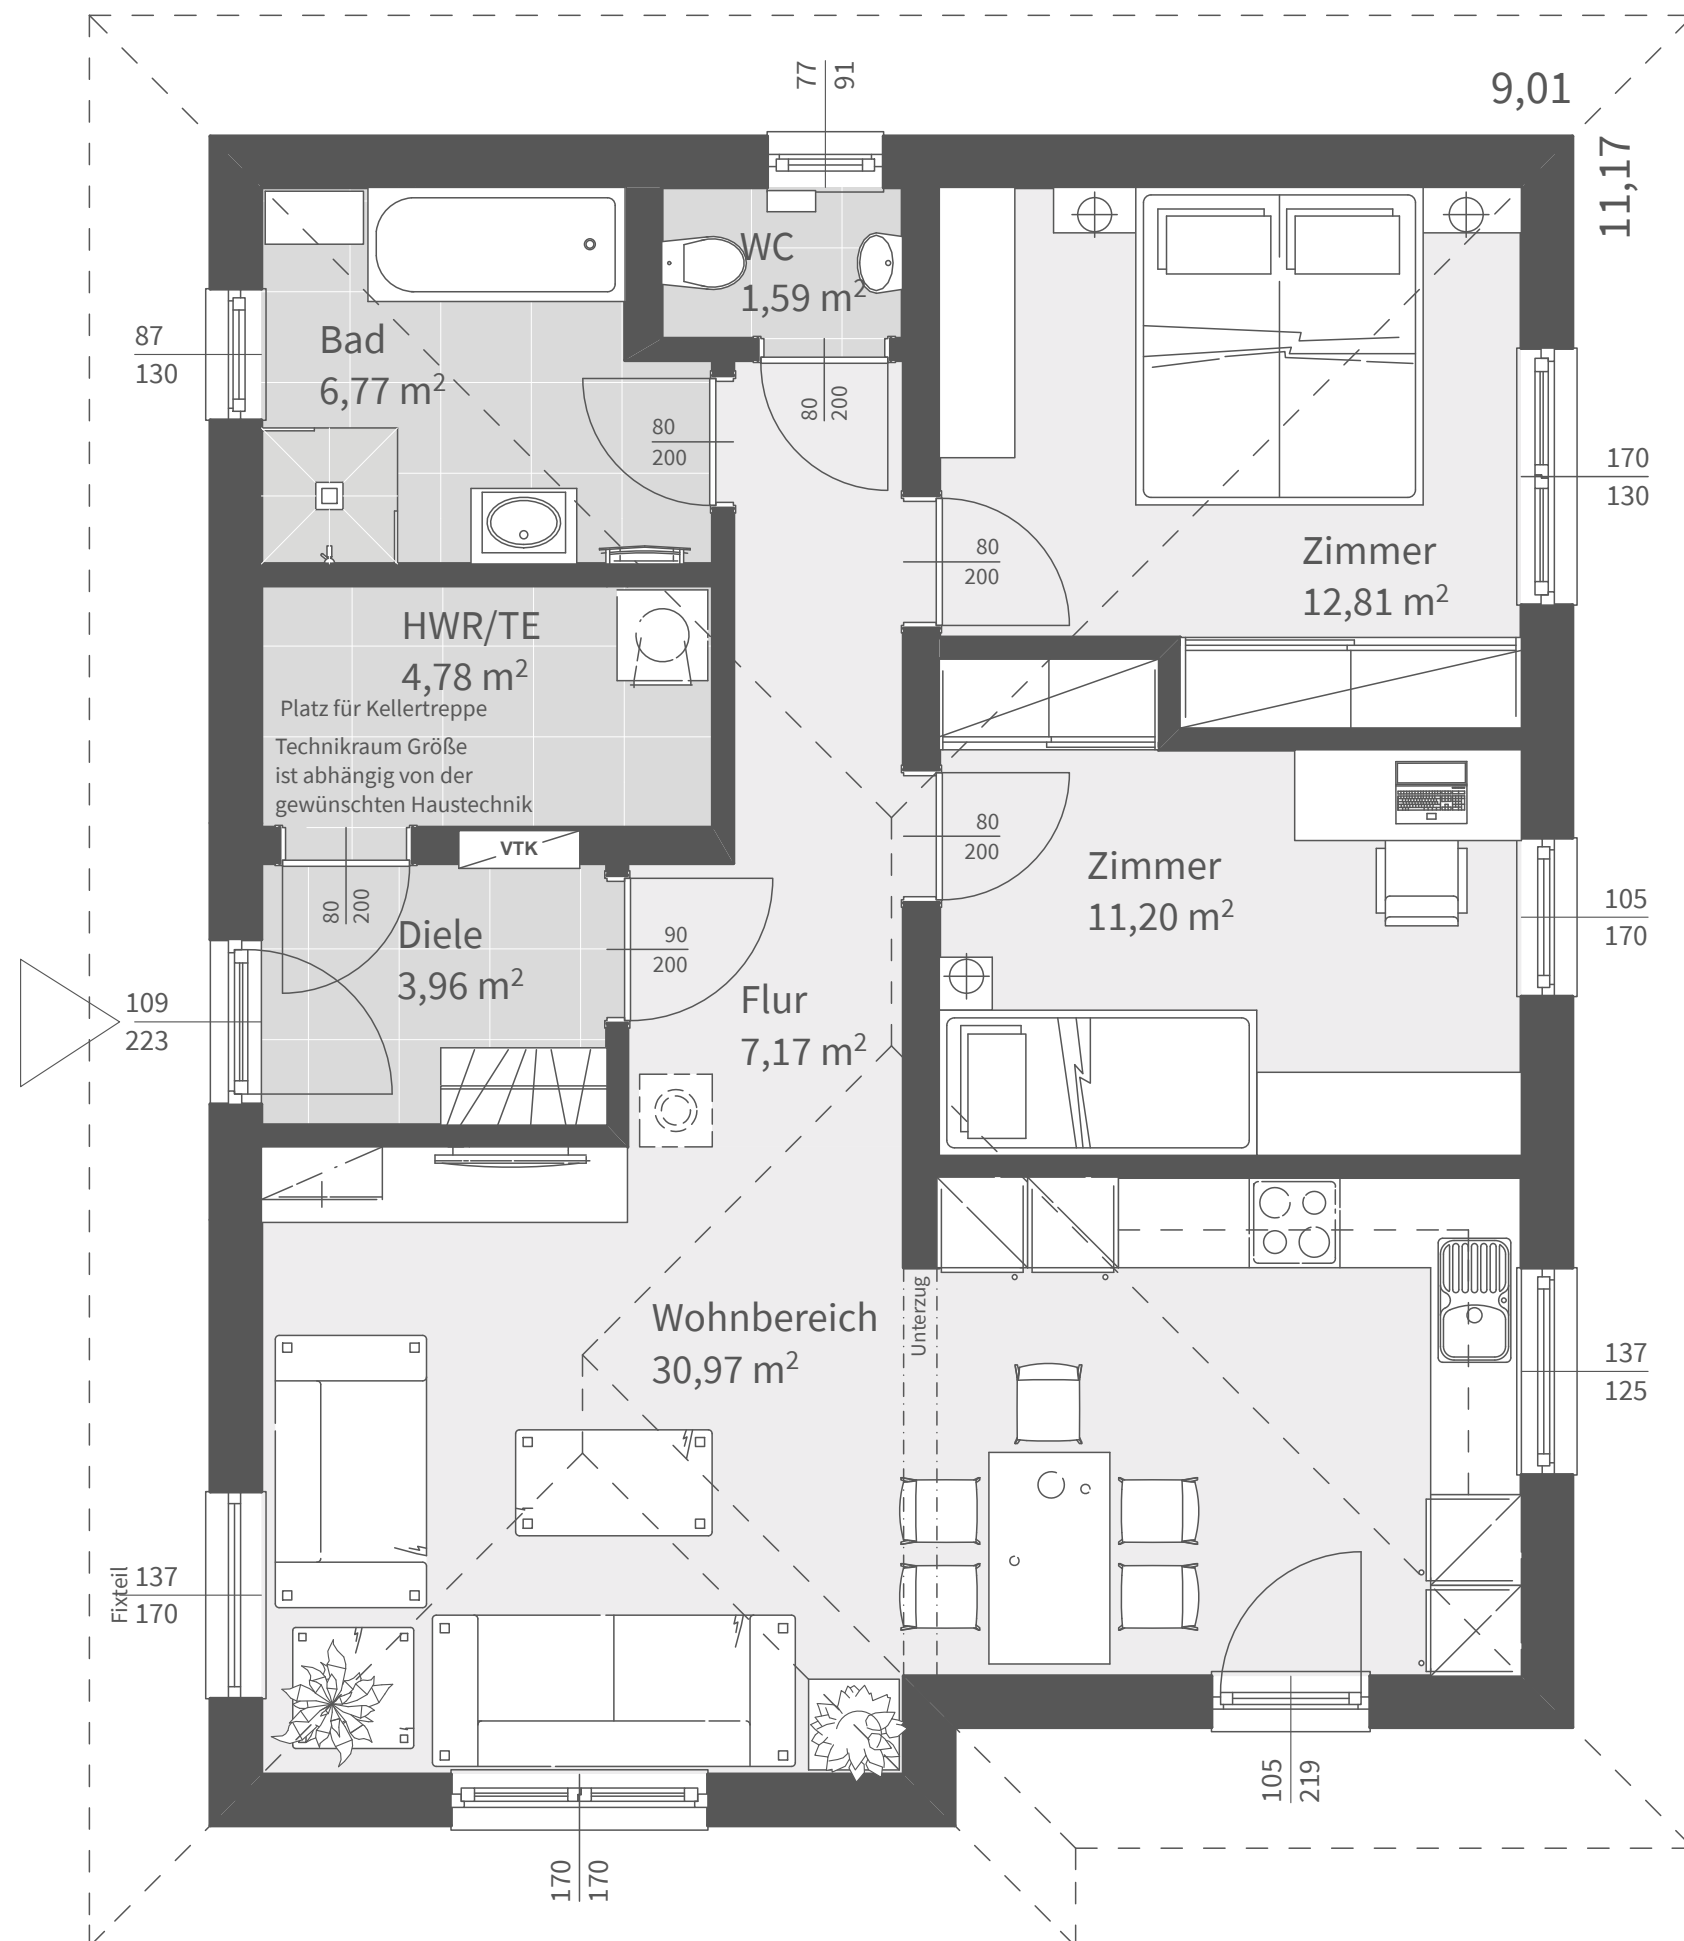 77
91
9,01
11,17
WC
1,59 m²
Bad
6,77 m²
87
130
80
200
80
200
170
130
80
200
Zimmer
12,81 m²
HWR/TE
4,78 m²
Platz für Kellertreppe
Technikraum Größe
ist abhängig von der
gewünschten Haustechnik
VTK
80
200
Zimmer
11,20 m²
105
170
80
200
Diele
3,96 m²
90
200
109
223
Flur
7,17 m²
Wohnbereich
30,97 m²
Unterzug
137
125
Fixteil
137
170
105
219
170
170